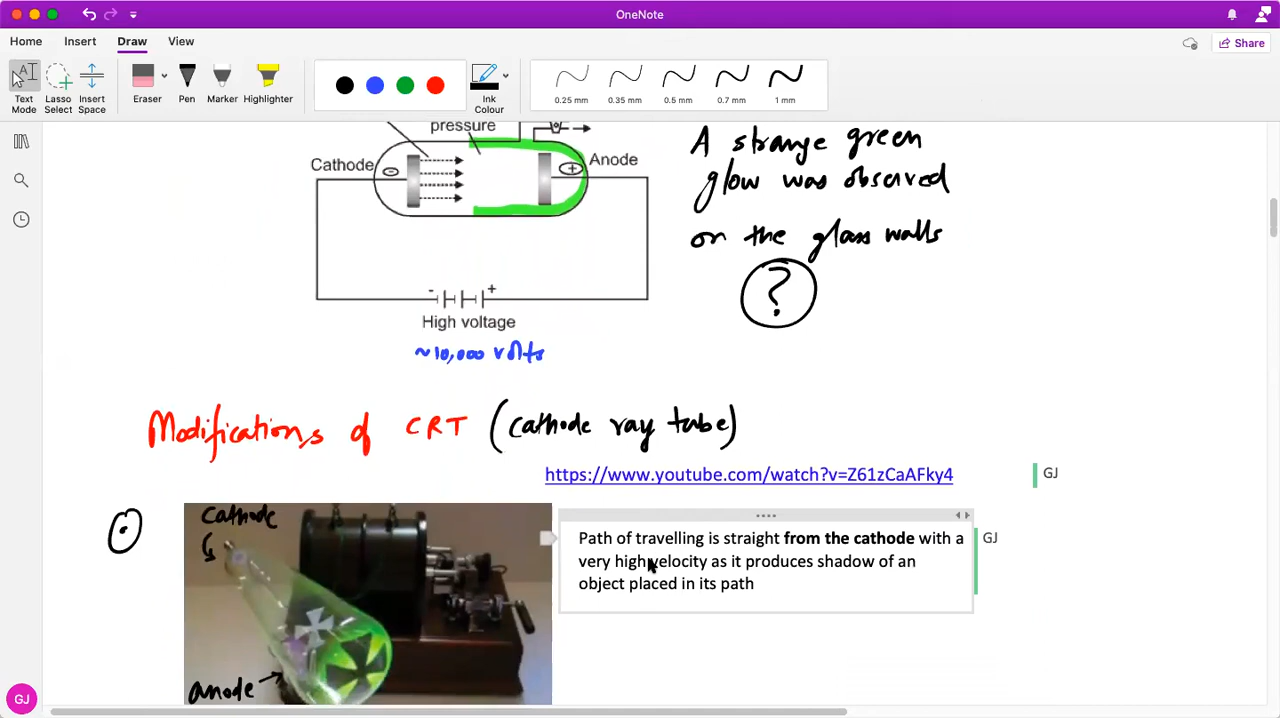 OneNote
Home Insert Draw View
Share
Text Mode
Lasso Select
Insert Space
Eraser
Pen
Marker
Highlighter
Ink Colour
0.25 mm
0.35 mm
0.5 mm
0.7 mm
1 mm
pressure
Cathode
-
+
Anode
- +
High voltage
~10,000 volts
A strange green
glow was observed
on the glass walls
?
Modifications of CRT (cathode ray tube)
https://www.youtube.com/watch?v=Z61zCaAFky4
GJ
cathode
anode
Path of travelling is straight from the cathode with a
very high velocity as it produces shadow of an
object placed in its path
GJ
GJ